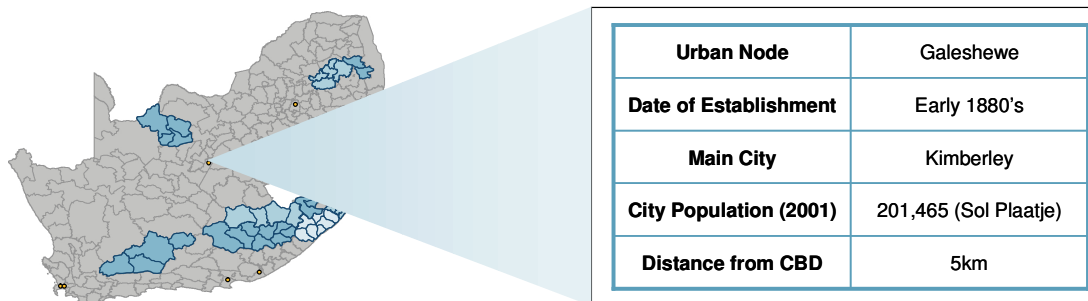 Urban Node Galeshewe
Date of Establishment Early 1880's
Main City Kimberley
City Population (2001) 201,465 (Sol Plaatje)
Distance from CBD 5km